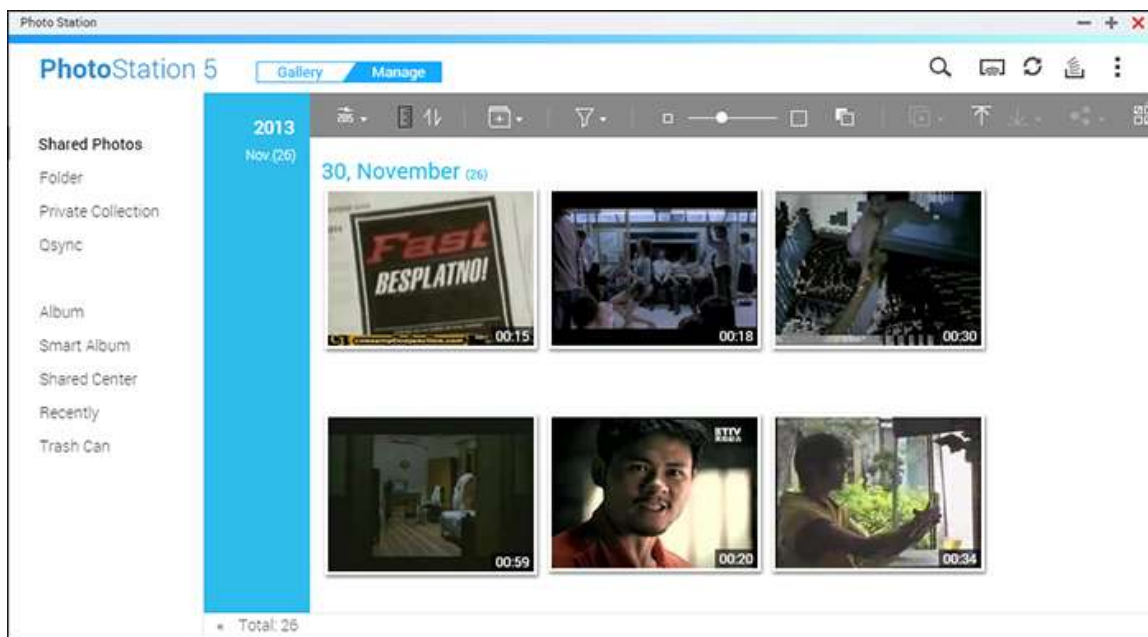 Photo Station
PhotoStation 5
Gallery
Manage
Shared Photos
Folder
Private Collection
Qsync
Album
Smart Album
Shared Center
Recently
Trash Can
2013
Nov.(26)
30, November (26)
Fast
BESPLATNO!
00:15
00:18
00:30
00:59
ETTV
00:20
00:34
Total: 26